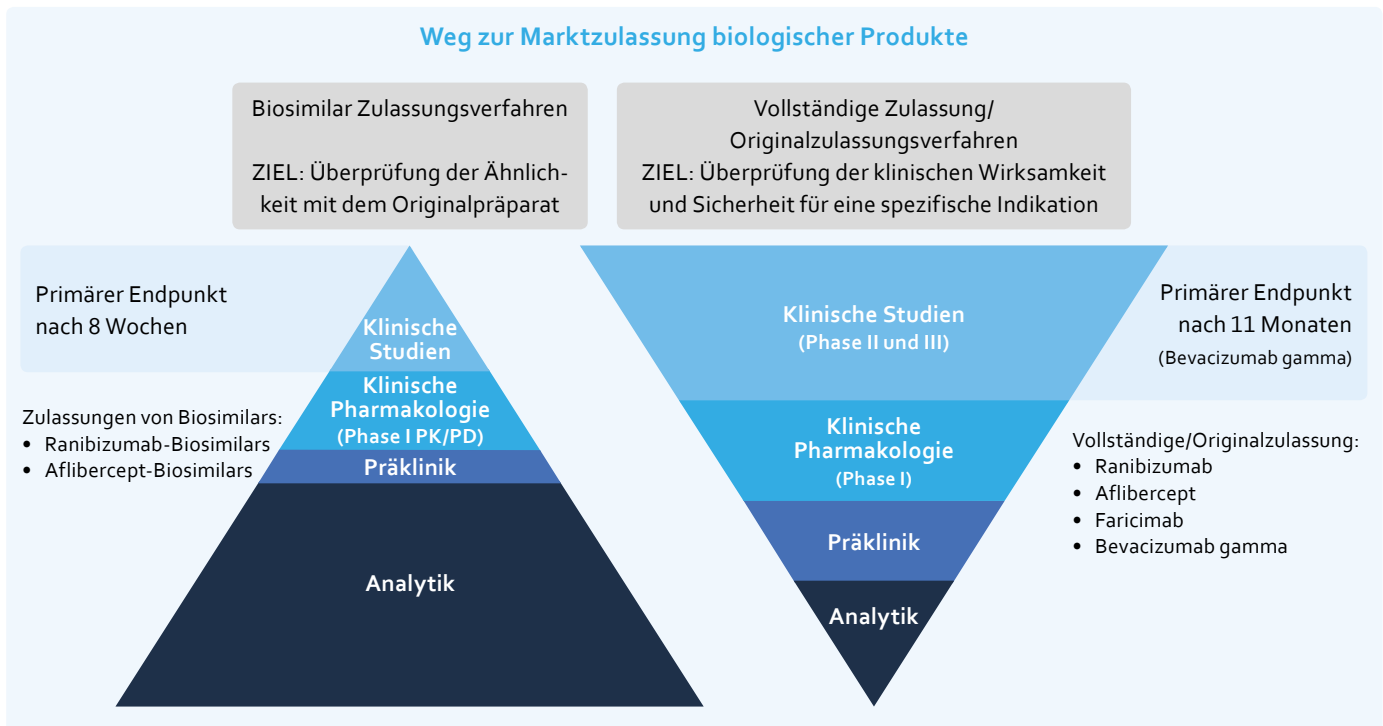 Weg zur Marktzulassung biologischer Produkte
Biosimilar Zulassungsverfahren
ZIEL: Überprüfung der Ähnlich-
keit mit dem Originalpräparat
Vollständige Zulassung/
Originalzulassungsverfahren
ZIEL: Überprüfung der klinischen Wirksamkeit
und Sicherheit für eine spezifische Indikation
Primärer Endpunkt
nach 8 Wochen
Klinische
Studien
Klinische
Pharmakologie
(Phase I PK/PD)
Präklinik
Analytik
Zulassungen von Biosimilars:
• Ranibizumab-Biosimilars
• Aflibercept-Biosimilars
Klinische Studien
(Phase II und III)
Klinische
Pharmakologie
(Phase I)
Präklinik
Analytik
Primärer Endpunkt
nach 11 Monaten
(Bevacizumab gamma)
Vollständige/Originalzulassung:
• Ranibizumab
• Aflibercept
• Faricimab
• Bevacizumab gamma